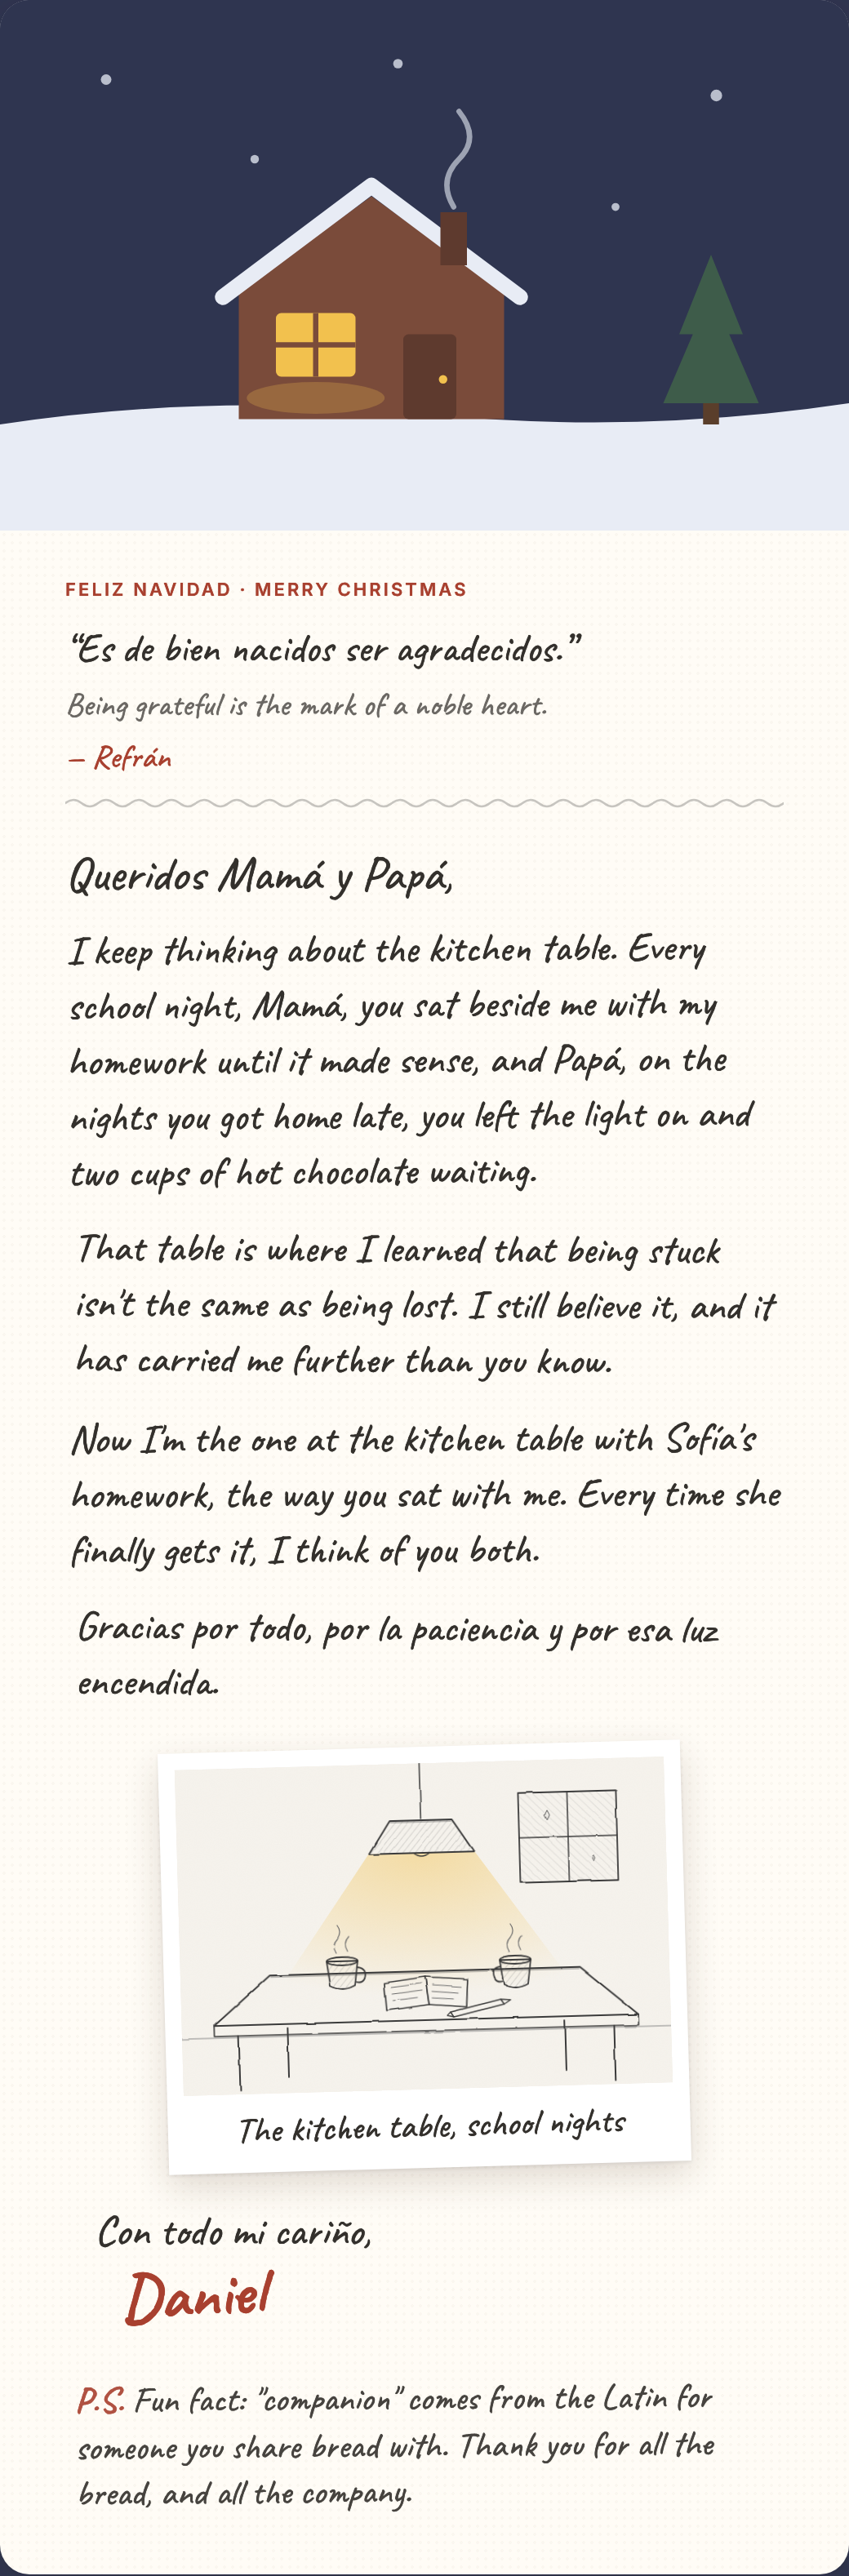 FELIZ NAVIDAD · MERRY CHRISTMAS
“Es de bien nacidos ser agradecidos.”
Being grateful is the mark of a noble heart.
— Refrán
Queridos Mamá y Papá,
I keep thinking about the kitchen table. Every
school night, Mamá, you sat beside me with my
homework until it made sense, and Papá, on the
nights you got home late, you left the light on and
two cups of hot chocolate waiting.
That table is where I learned that being stuck
isn't the same as being lost. I still believe it, and it
has carried me further than you know.
Now I'm the one at the kitchen table with Sofía's
homework, the way you sat with me. Every time she
finally gets it, I think of you both.
Gracias por todo, por la paciencia y por esa luz
encendida.
The kitchen table, school nights
Con todo mi cariño,
Daniel
P.S. Fun fact: "companion" comes from the Latin for
someone you share bread with. Thank you for all the
bread, and all the company.